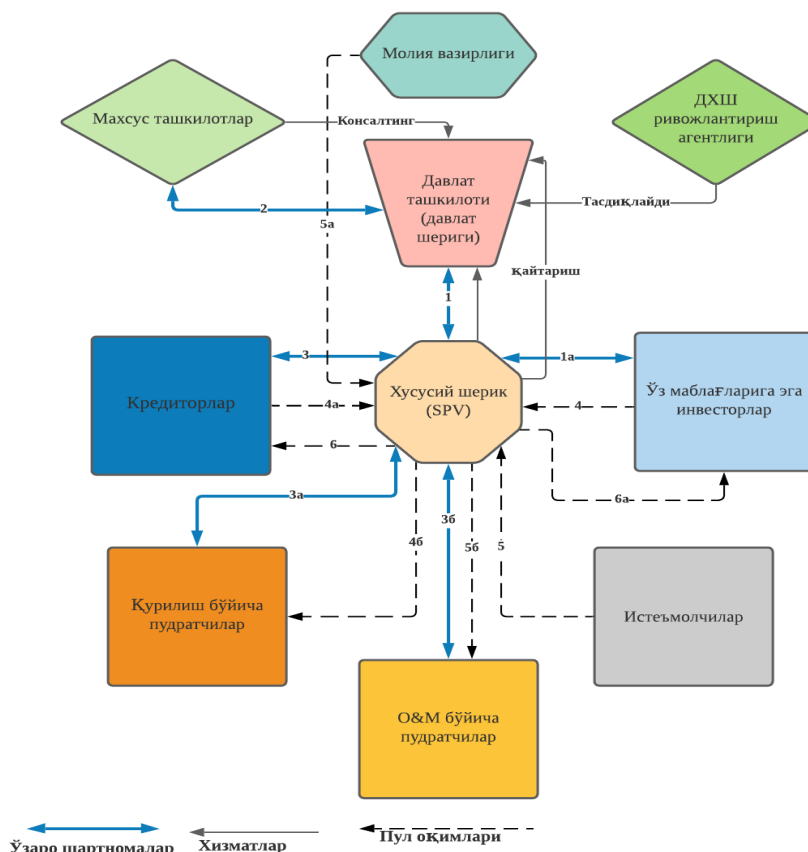 Молия вазирлиги
Махсус ташкилотлар
Консалтинг
ДХШ
ривожлантириш
агентлиги
Давлат
ташкилоти
(давлат
шериги)
Тасдиқлайди
2
5а
қайтариш
1
3
1а
Кредиторлар
Хусусий шерик
(SPV)
Ўз маблағларига эга
инвесторлар
4а
4
6
3а
6а
4б
3б
5б
5
Қурилиш бўйича
пудратчилар
Истеъмолчилар
О&М бўйича
пудратчилар
Ўзаро шартномалар
Хизматлар
Пул оқимлари